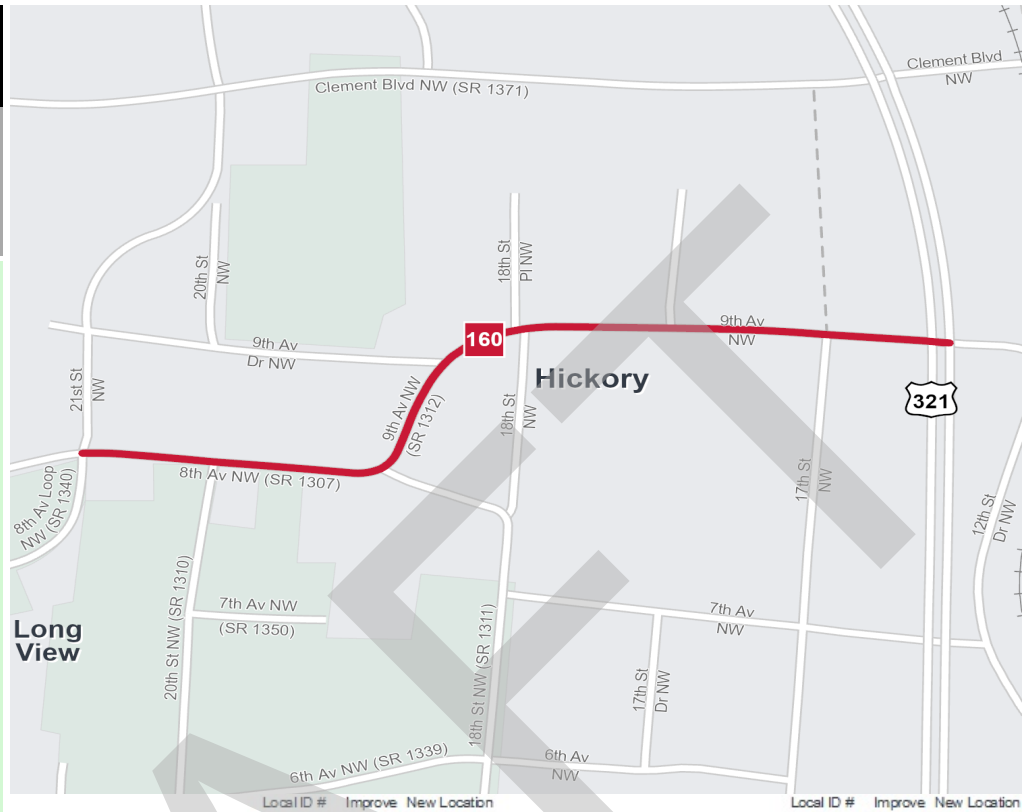 Clement Blvd
NW
Clement Blvd NW (SR 1371)
20th St
NW
18th St
Pl NW
9th Av
NW
160
9th Av
Dr NW
Hickory
321
21st St
NW
9th Av NW
(SR 1312)
18th St
NW
8th Av NW (SR 1307)
17th St
NW
8th Av Loop
NW (SR 1340)
12th St
Dr NW
20th St NW (SR 1310)
7th Av NW
(SR 1350)
7th Av
NW
Long
View
18th St NW (SR 1311)
17th St
Dr NW
6th Av NW (SR 1339)
6th Av
NW
Local ID # Improve New Location
Local ID # Improve New Location